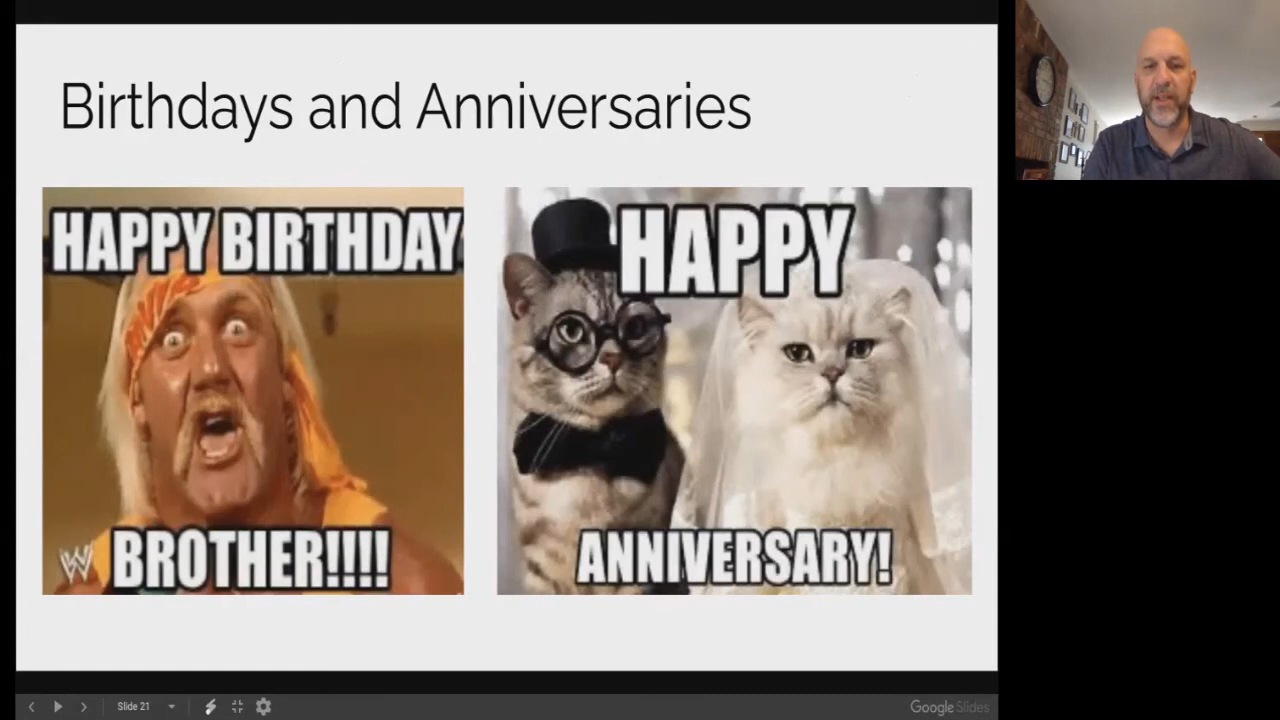 Birthdays and Anniversaries
HAPPY BIRTHDAY
BROTHER!!!!
W
HAPPY
ANNIVERSARY!
Slide 21
Google Slides